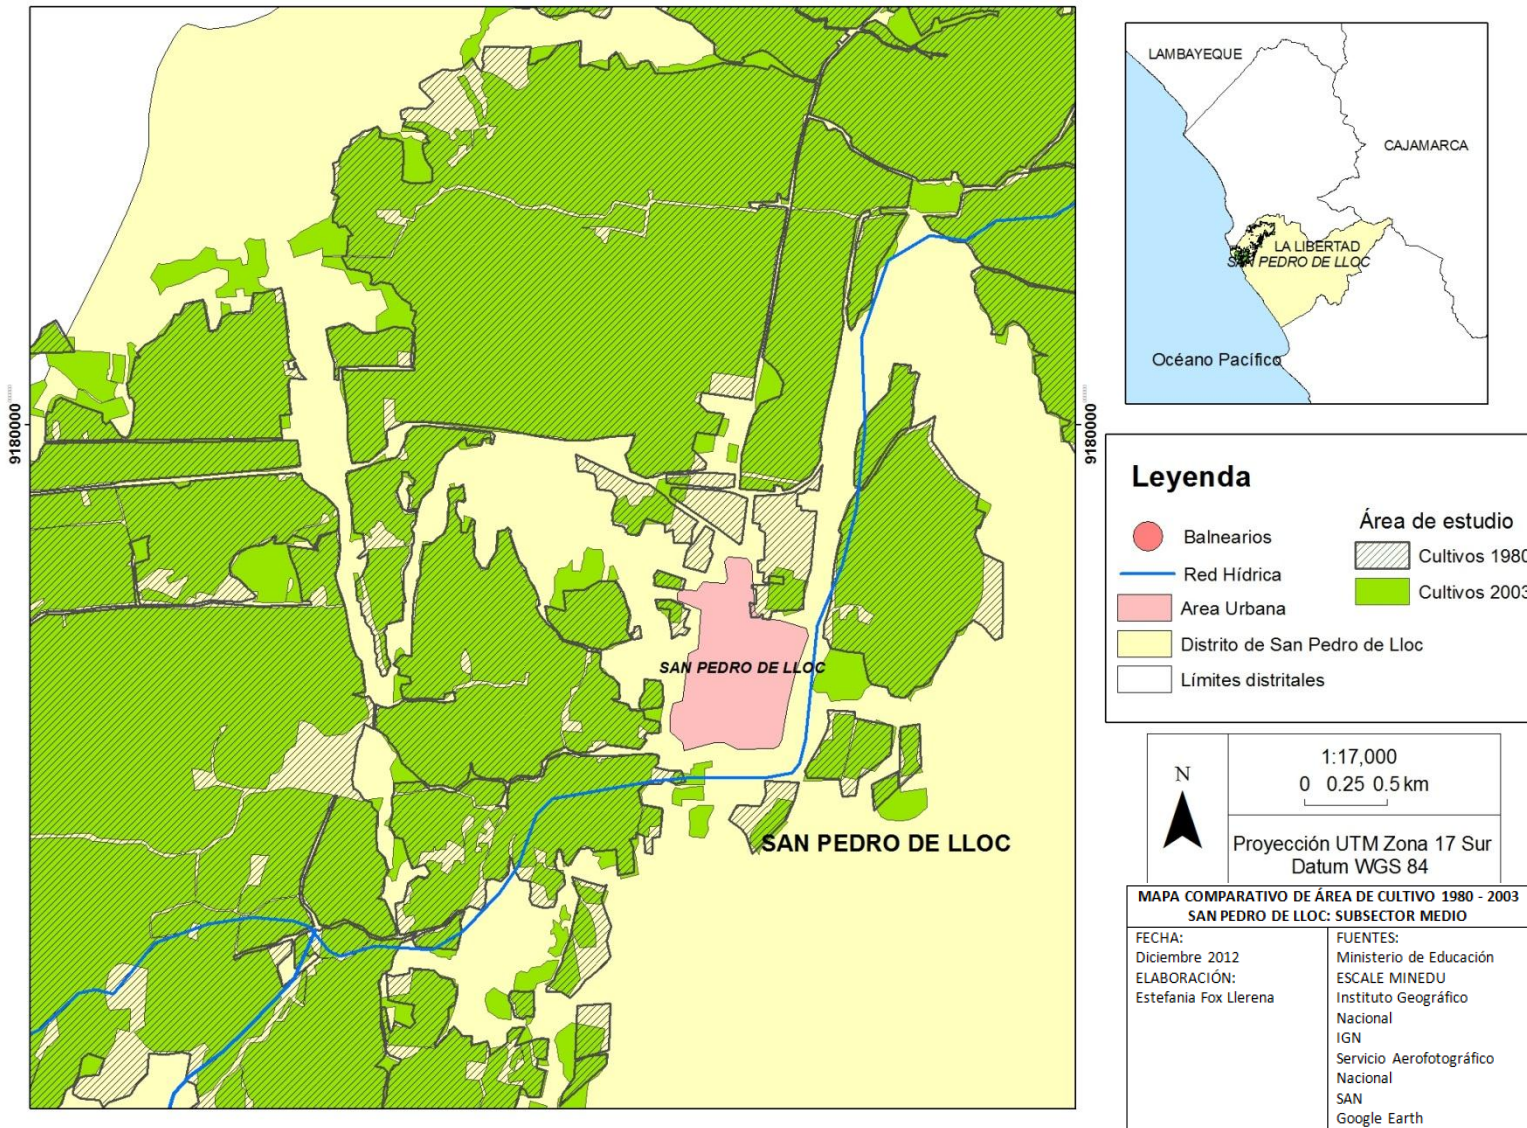 9180000
9180000
SAN PEDRO DE LLOC
SAN PEDRO DE LLOC
LAMBAYEQUE
CAJAMARCA
LA LIBERTAD
SAN PEDRO DE LLOC
Océano Pacífico
Leyenda
Balnearios
Red Hídrica
Area Urbana
Distrito de San Pedro de Lloc
Límites distritales
Área de estudio
Cultivos 1980
Cultivos 2003
N
1:17,000
0 0.25 0.5 km
Proyección UTM Zona 17 Sur
Datum WGS 84
MAPA COMPARATIVO DE ÁREA DE CULTIVO 1980 - 2003
SAN PEDRO DE LLOC: SUBSECTOR MEDIO
FECHA:
Diciembre 2012
ELABORACIÓN:
Estefania Fox Llerena
FUENTES:
Ministerio de Educación
ESCALE MINEDU
Instituto Geográfico
Nacional
IGN
Servicio Aerofotográfico
Nacional
SAN
Google Earth